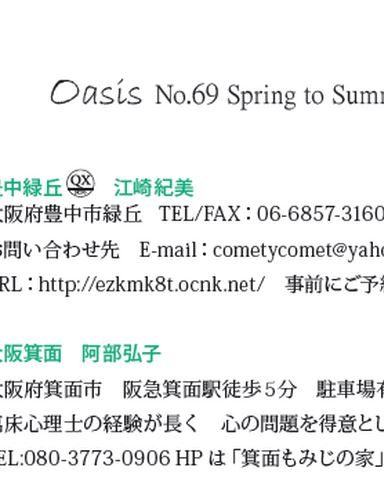 Oasis No.69 Spring to Summ
中緑丘 QX 江崎紀美
大阪府豊中市緑丘 TEL/FAX：06-6857-3160
お問い合わせ先 E-mail：cometycomet@yaho
URL：http://ezkmk8t.ocnk.net/ 事前にご予約
大阪箕面 阿部弘子
大阪府箕面市 阪急箕面駅徒歩5分 駐車場有
臨床心理士の経験が長く 心の問題を得意とし
TEL:080-3773-0906 HP は「箕面もみじの家」